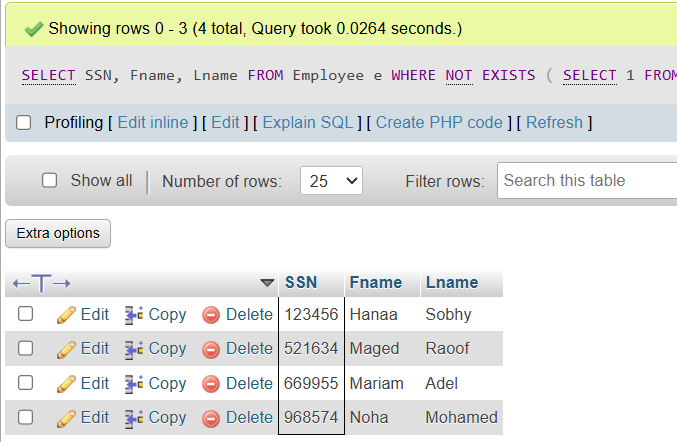 Showing rows 0 - 3 (4 total, Query took 0.0264 seconds.)
SELECT SSN, Fname, Lname FROM Employee e WHERE NOT EXISTS ( SELECT 1 FROM
Profiling [ Edit inline ] [ Edit ] [ Explain SQL ] [ Create PHP code ] [ Refresh ]
Show all Number of rows: 25 Filter rows: Search this table
Extra options
SSN Fname Lname
Edit Copy Delete 123456 Hanaa Sobhy
Edit Copy Delete 521634 Maged Raoof
Edit Copy Delete 669955 Mariam Adel
Edit Copy Delete 968574 Noha Mohamed